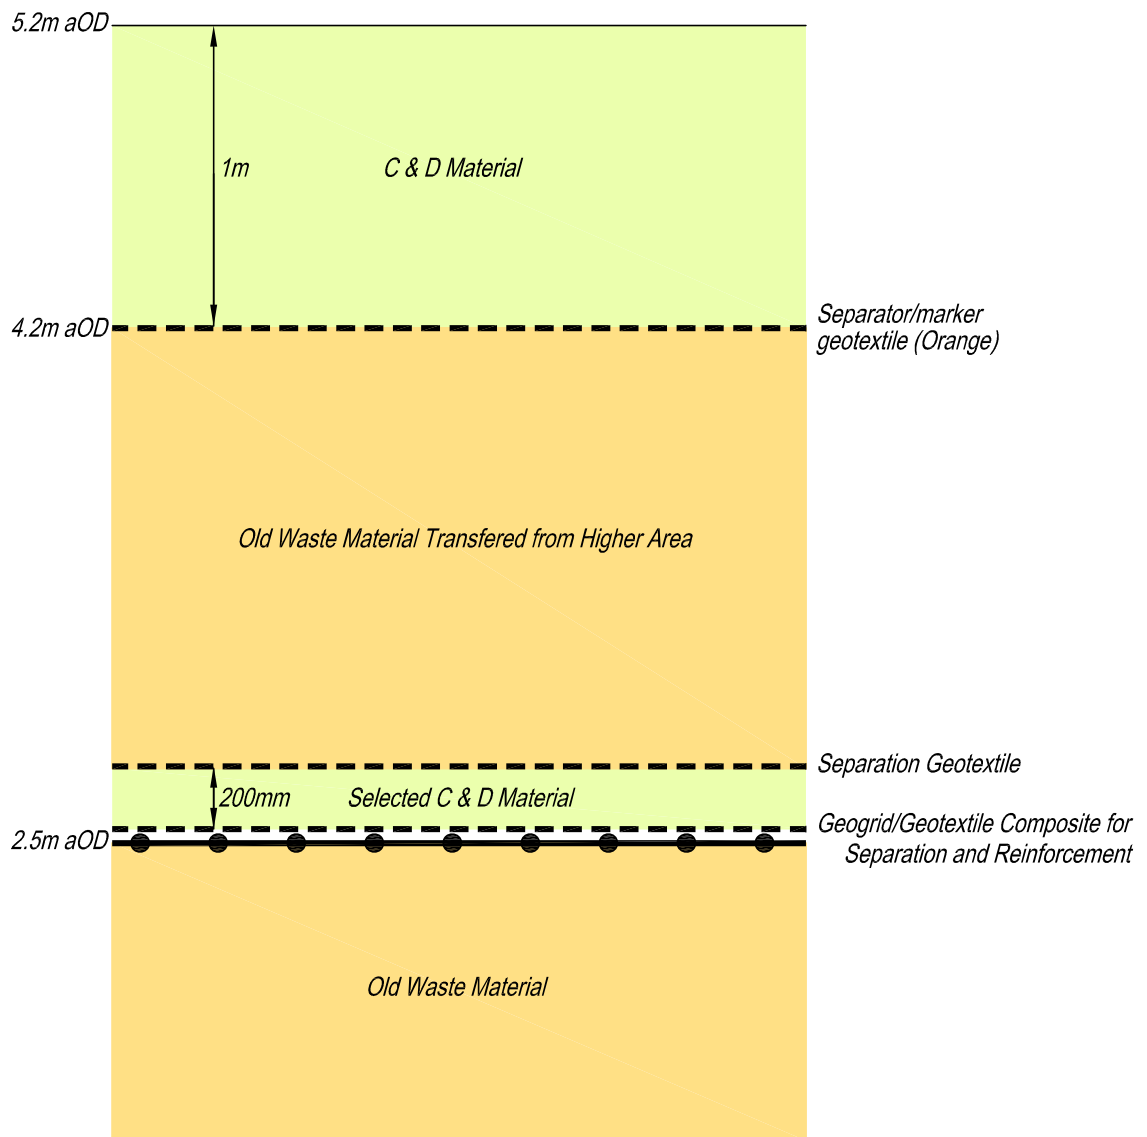 5.2m aOD
1m
C & D Material
4.2m aOD
Separator/marker
geotextile (Orange)
Old Waste Material Transfered from Higher Area
Separation Geotextile
200mm
Selected C & D Material
Geogrid/Geotextile Composite for
Separation and Reinforcement
2.5m aOD
Old Waste Material